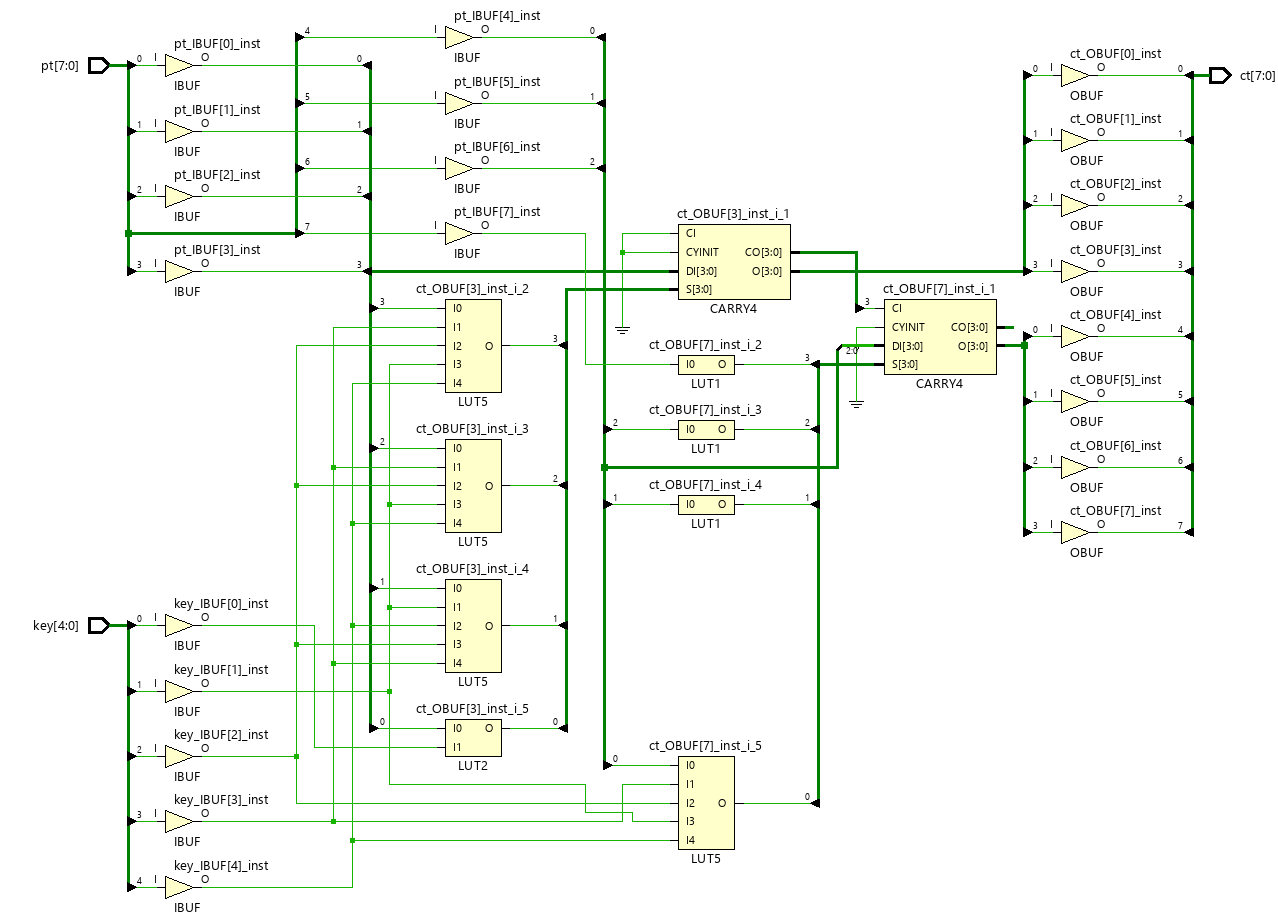 pt[7:0]
0 I pt_IBUF[0]_inst O 0
IBUF
1 I pt_IBUF[1]_inst O 1
IBUF
2 I pt_IBUF[2]_inst O 2
IBUF
3 I pt_IBUF[3]_inst O 3
IBUF
4 I pt_IBUF[4]_inst O 0
IBUF
5 I pt_IBUF[5]_inst O 1
IBUF
6 I pt_IBUF[6]_inst O 2
IBUF
7 I pt_IBUF[7]_inst O
IBUF
key[4:0]
0 I key_IBUF[0]_inst O
IBUF
1 I key_IBUF[1]_inst O
IBUF
2 I key_IBUF[2]_inst O
IBUF
3 I key_IBUF[3]_inst O
IBUF
4 I key_IBUF[4]_inst O
IBUF
ct_OBUF[3]_inst_i_2
3 I0
I1
I2 O 3
I3
I4
LUT5
ct_OBUF[3]_inst_i_3
2 I0
I1
I2 O 2
I3
I4
LUT5
ct_OBUF[3]_inst_i_4
1 I0
I1
I2 O 1
I3
I4
LUT5
ct_OBUF[3]_inst_i_5
0 I0 O 0
I1
LUT2
ct_OBUF[3]_inst_i_1
CI
CYINIT CO[3:0]
DI[3:0] O[3:0]
S[3:0]
CARRY4
ct_OBUF[7]_inst_i_2
I0 O 3
LUT1
ct_OBUF[7]_inst_i_3
2 I0 O 2
LUT1
ct_OBUF[7]_inst_i_4
1 I0 O 1
LUT1
ct_OBUF[7]_inst_i_5
0 I0
I1
I2 O 0
I3
I4
LUT5
ct_OBUF[7]_inst_i_1
3 CI
CYINIT CO[3:0]
2:0 DI[3:0] O[3:0]
S[3:0]
CARRY4
0 I ct_OBUF[0]_inst O 0
OBUF
1 I ct_OBUF[1]_inst O 1
OBUF
2 I ct_OBUF[2]_inst O 2
OBUF
3 I ct_OBUF[3]_inst O 3
OBUF
0 I ct_OBUF[4]_inst O 4
OBUF
1 I ct_OBUF[5]_inst O 5
OBUF
2 I ct_OBUF[6]_inst O 6
OBUF
3 I ct_OBUF[7]_inst O 7
OBUF
ct[7:0]